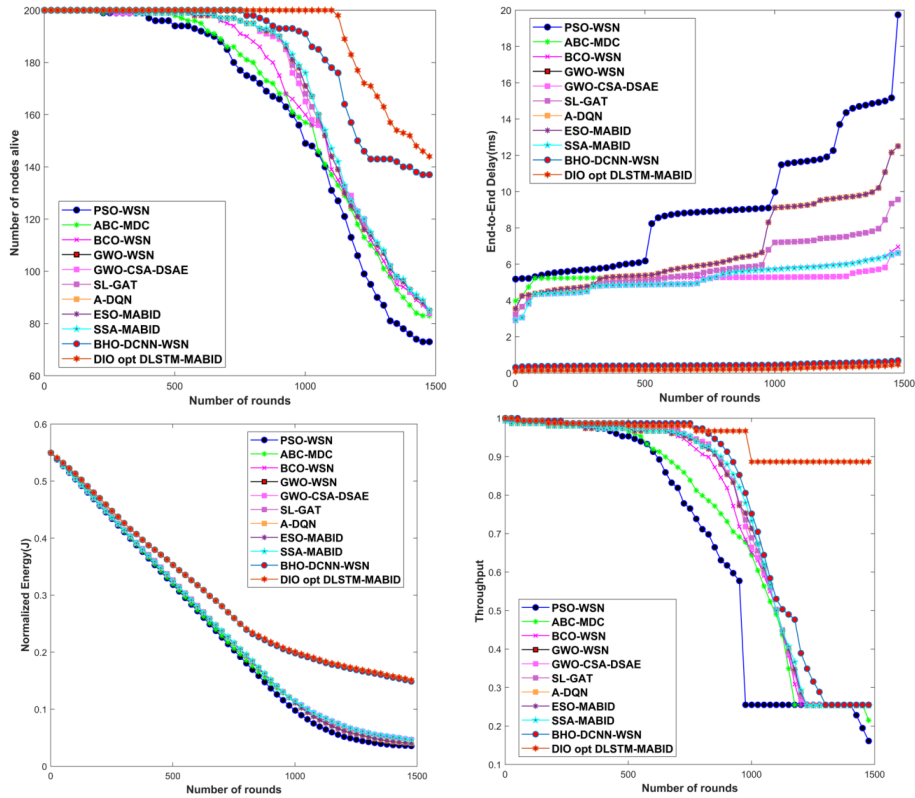 200
180
160
140
120
100
80
60
0
500
1000
1500
Number of nodes alive
Number of rounds
PSO-WSN
ABC-MDC
BCO-WSN
GWO-WSN
GWO-CSA-DSAE
SL-GAT
A-DQN
ESO-MABID
SSA-MABID
BHO-DCNN-WSN
DIO opt DLSTM-MABID
20
18
16
14
12
10
8
6
4
2
0
0
500
1000
1500
End-to-End Delay(ms)
Number of rounds
PSO-WSN
ABC-MDC
BCO-WSN
GWO-WSN
GWO-CSA-DSAE
SL-GAT
A-DQN
ESO-MABID
SSA-MABID
BHO-DCNN-WSN
DIO opt DLSTM-MABID
0.6
0.5
0.4
0.3
0.2
0.1
0
0
500
1000
1500
Normalized Energy(J)
Number of rounds
PSO-WSN
ABC-MDC
BCO-WSN
GWO-WSN
GWO-CSA-DSAE
SL-GAT
A-DQN
ESO-MABID
SSA-MABID
BHO-DCNN-WSN
DIO opt DLSTM-MABID
1
0.9
0.8
0.7
0.6
0.5
0.4
0.3
0.2
0.1
0
500
1000
1500
Throughput
Number of rounds
PSO-WSN
ABC-MDC
BCO-WSN
GWO-WSN
GWO-CSA-DSAE
SL-GAT
A-DQN
ESO-MABID
SSA-MABID
BHO-DCNN-WSN
DIO opt DLSTM-MABID